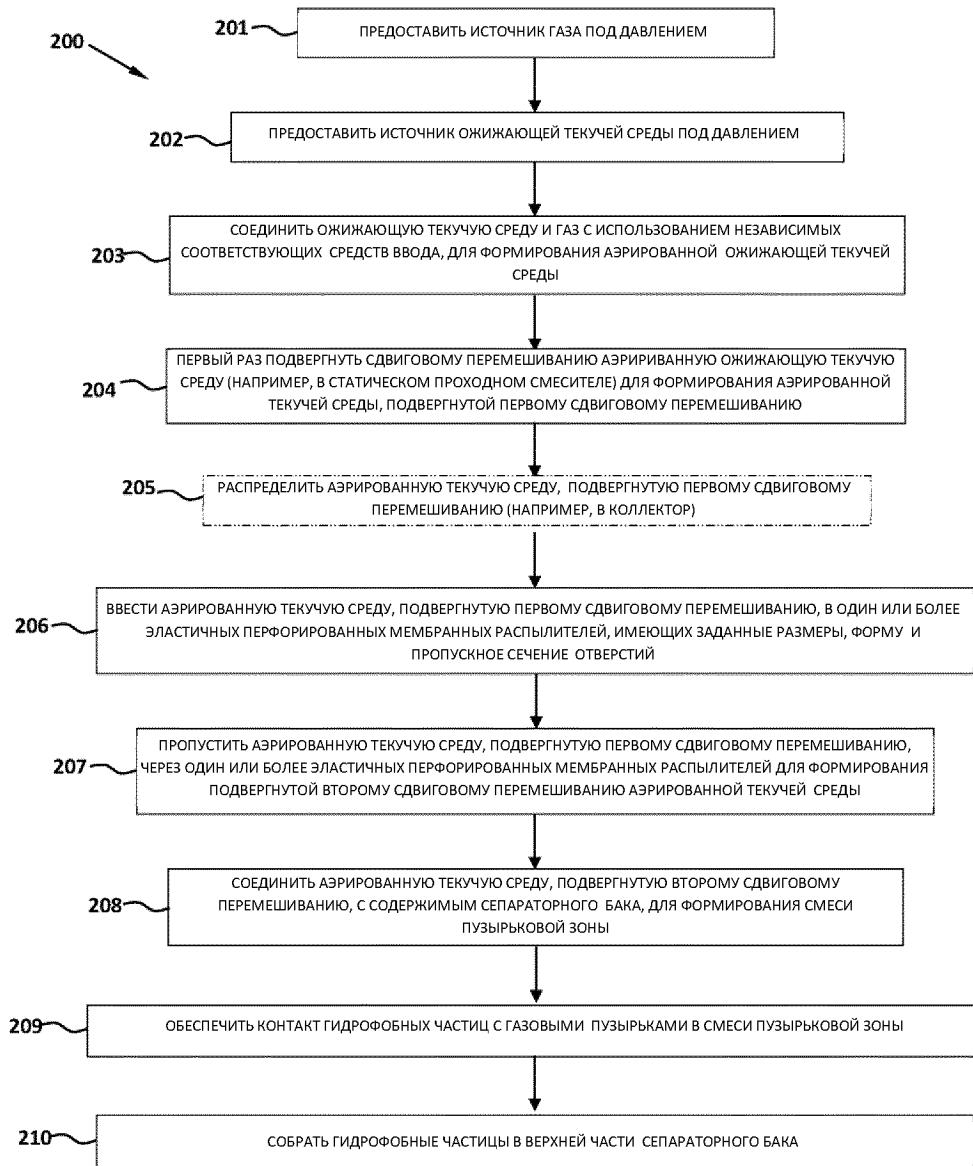 200
201
ПРЕДОСТАВИТЬ ИСТОЧНИК ГАЗА ПОД ДАВЛЕНИЕМ
202
ПРЕДОСТАВИТЬ ИСТОЧНИК ОЖИЖАЮЩЕЙ ТЕКУЧЕЙ СРЕДЫ ПОД ДАВЛЕНИЕМ
203
СОЕДИНИТЬ ОЖИЖАЮЩУЮ ТЕКУЧУЮ СРЕДУ И ГАЗ С ИСПОЛЬЗОВАНИЕМ НЕЗАВИСИМЫХ
СООТВЕТСТВУЮЩИХ СРЕДСТВ ВВОДА, ДЛЯ ФОРМИРОВАНИЯ АЭРИРОВАННОЙ ОЖИЖАЮЩЕЙ ТЕКУЧЕЙ
СРЕДЫ
204
ПЕРВЫЙ РАЗ ПОДВЕРГНУТЬ СДВИГОВОМУ ПЕРЕМЕШИВАНИЮ АЭРИРИВАННУЮ ОЖИЖАЮЩУЮ ТЕКУЧУЮ
СРЕДУ (НАПРИМЕР, В СТАТИЧЕСКОМ ПРОХОДНОМ СМЕСИТЕЛЕ) ДЛЯ ФОРМИРОВАНИЯ АЭРИРОВАННОЙ
ТЕКУЧЕЙ СРЕДЫ, ПОДВЕРГНУТОЙ ПЕРВОМУ СДВИГОВОМУ ПЕРЕМЕШИВАНИЮ
205
РАСПРЕДЕЛИТЬ АЭРИРОВАННУЮ ТЕКУЧУЮ СРЕДУ, ПОДВЕРГНУТУЮ ПЕРВОМУ СДВИГОВОМУ
ПЕРЕМЕШИВАНИЮ (НАПРИМЕР, В КОЛЛЕКТОР)
206
ВВЕСТИ АЭРИРОВАННУЮ ТЕКУЧУЮ СРЕДУ, ПОДВЕРГНУТУЮ ПЕРВОМУ СДВИГОВОМУ ПЕРЕМЕШИВАНИЮ, В ОДИН ИЛИ БОЛЕЕ
ЭЛАСТИЧНЫХ ПЕРФОРИРОВАННЫХ МЕМБРАННЫХ РАСПЫЛИТЕЛЕЙ, ИМЕЮЩИХ ЗАДАННЫЕ РАЗМЕРЫ, ФОРМУ И
ПРОПУСКНОЕ СЕЧЕНИЕ ОТВЕРСТИЙ
207
ПРОПУСТИТЬ АЭРИРОВАННУЮ ТЕКУЧУЮ СРЕДУ, ПОДВЕРГНУТУЮ ПЕРВОМУ СДВИГОВОМУ ПЕРЕМЕШИВАНИЮ,
ЧЕРЕЗ ОДИН ИЛИ БОЛЕЕ ЭЛАСТИЧНЫХ ПЕРФОРИРОВАННЫХ МЕМБРАННЫХ РАСПЫЛИТЕЛЕЙ ДЛЯ ФОРМИРОВАНИЯ
ПОДВЕРГНУТОЙ ВТОРОМУ СДВИГОВОМУ ПЕРЕМЕШИВАНИЮ АЭРИРОВАННОЙ ТЕКУЧЕЙ СРЕДЫ
208
СОЕДИНИТЬ АЭРИРОВАННУЮ ТЕКУЧУЮ СРЕДУ, ПОДВЕРГНУТУЮ ВТОРОМУ СДВИГОВОМУ
ПЕРЕМЕШИВАНИЮ, С СОДЕРЖИМЫМ СЕПАРАТОРНОГО БАКА, ДЛЯ ФОРМИРОВАНИЯ СМЕСИ
ПУЗЫРЬКОВОЙ ЗОНЫ
209
ОБЕСПЕЧИТЬ КОНТАКТ ГИДРОФОБНЫХ ЧАСТИЦ С ГАЗОВЫМИ ПУЗЫРЬКАМИ В СМЕСИ ПУЗЫРЬКОВОЙ ЗОНЫ
210
СОБРАТЬ ГИДРОФОБНЫЕ ЧАСТИЦЫ В ВЕРХНЕЙ ЧАСТИ СЕПАРАТОРНОГО БАКА